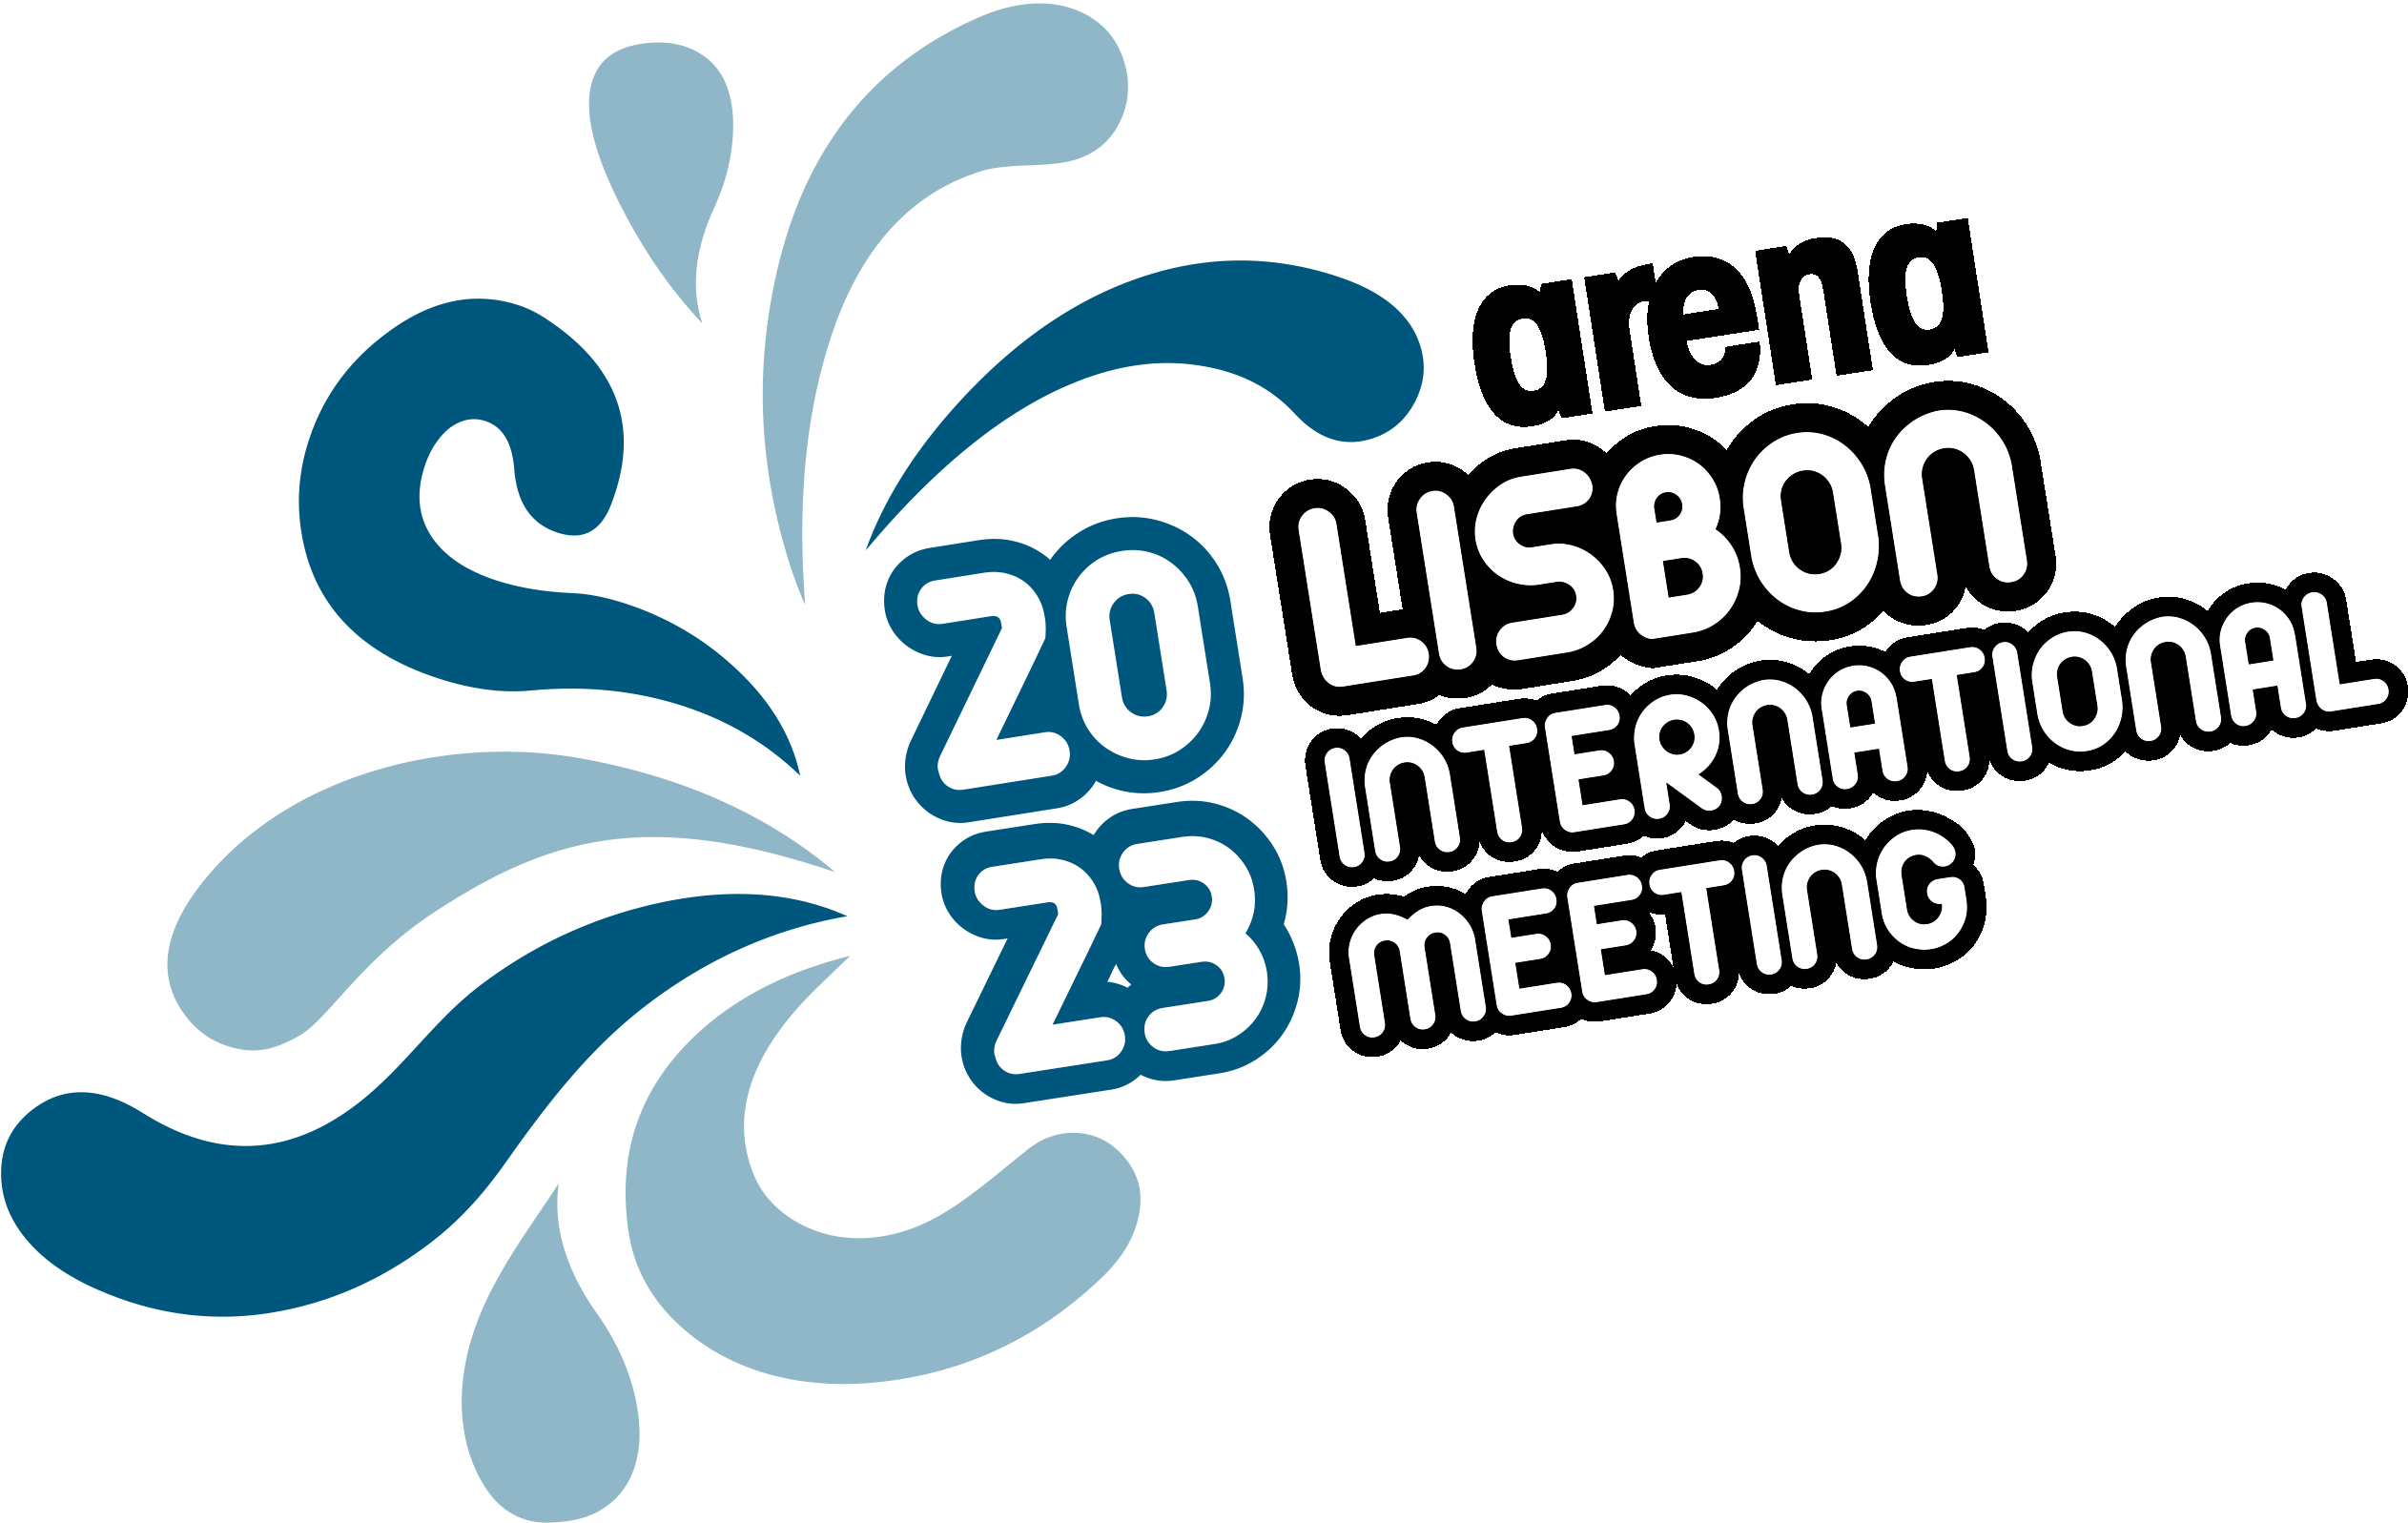 20
23
arena
LISBON
INTERNATIONAL
MEETING